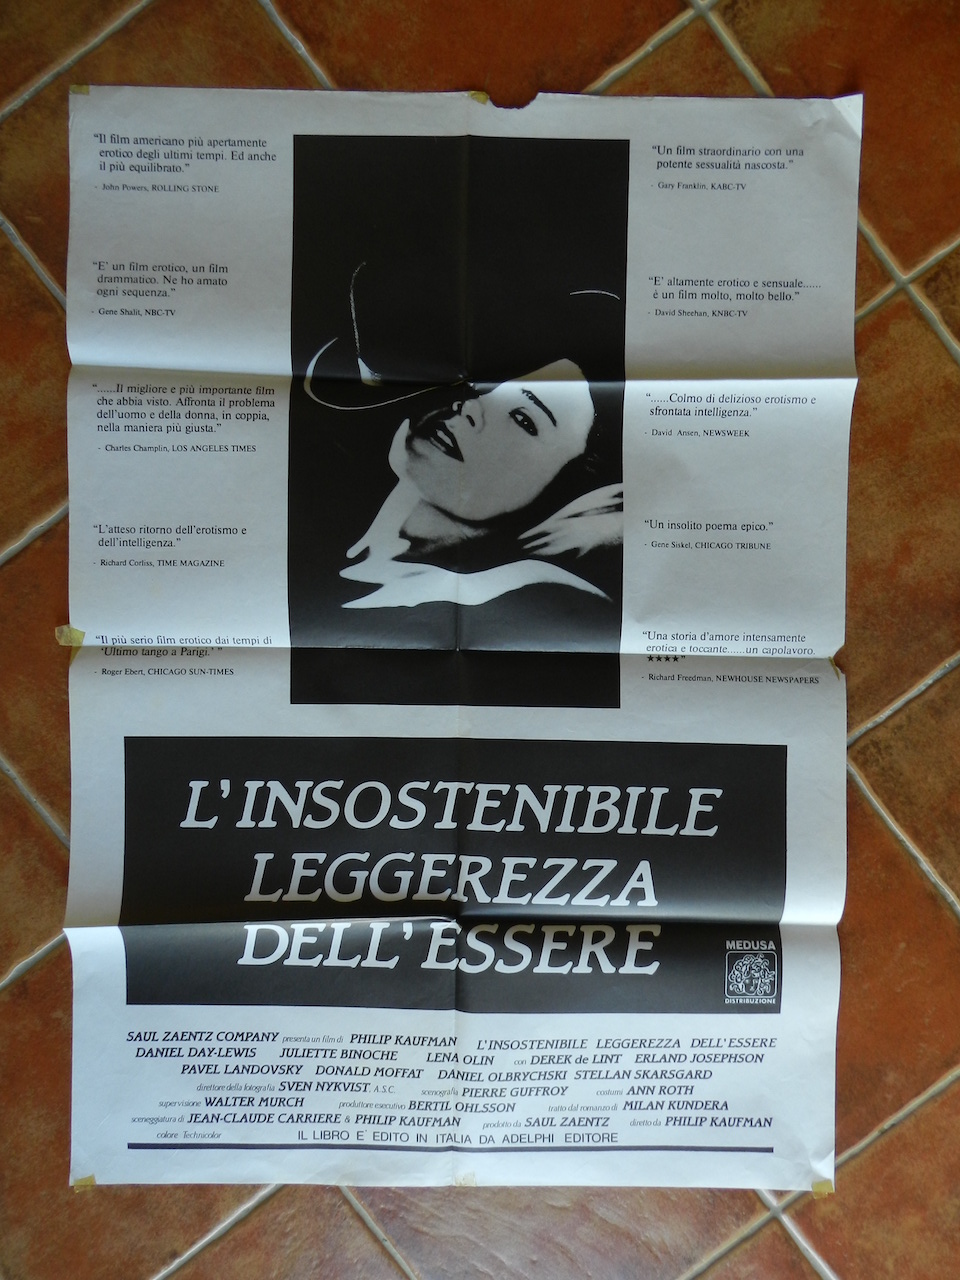 “Il film americano più apertamente
erotico degli ultimi tempi. Ed anche
il più equilibrato.”
- John Powers, ROLLING STONE
“E' un film erotico, un film
drammatico. Ne ho amato
ogni sequenza.”
- Gene Shalit, NBC-TV
“......Il migliore e più importante film
che abbia visto. Affronta il problema
dell'uomo e della donna, in coppia,
nella maniera più giusta.”
- Charles Champlin, LOS ANGELES TIMES
“L'atteso ritorno dell'erotismo e
dell'intelligenza.”
- Richard Corliss, TIME MAGAZINE
“Il più serio film erotico dai tempi di
‘Ultimo tango a Parigi.’ ”
- Roger Ebert, CHICAGO SUN-TIMES
“Un film straordinario con una
potente sessualità nascosta.”
- Gary Franklin, KABC-TV
“E' altamente erotico e sensuale......
è un film molto, molto bello.”
- David Sheehan, KNBC-TV
“......Colmo di delizioso erotismo e
sfrontata intelligenza.”
- David Ansen, NEWSWEEK
“Un insolito poema epico.”
- Gene Siskel, CHICAGO TRIBUNE
“Una storia d'amore intensamente
erotica e toccante......un capolavoro.
★★★★”
- Richard Freedman, NEWHOUSE NEWSPAPERS
L'INSOSTENIBILE
LEGGEREZZA
DELL'ESSERE
MEDUSA
DISTRIBUZIONE
SAUL ZAENTZ COMPANY presenta un film di PHILIP KAUFMAN L'INSOSTENIBILE LEGGEREZZA DELL'ESSERE
DANIEL DAY-LEWIS JULIETTE BINOCHE LENA OLIN con DEREK de LINT ERLAND JOSEPHSON
PAVEL LANDOVSKY DONALD MOFFAT DANIEL OLBRYCHSKI STELLAN SKARSGARD
direttore della fotografia SVEN NYKVIST, A.S.C. scenografia PIERRE GUFFROY costumi ANN ROTH
supervisione WALTER MURCH produttore esecutivo BERTIL OHLSSON tratto dal romanzo di MILAN KUNDERA
sceneggiatura di JEAN-CLAUDE CARRIERE & PHILIP KAUFMAN prodotto da SAUL ZAENTZ diretto da PHILIP KAUFMAN
colore Technicolor IL LIBRO E' EDITO IN ITALIA DA ADELPHI EDITORE